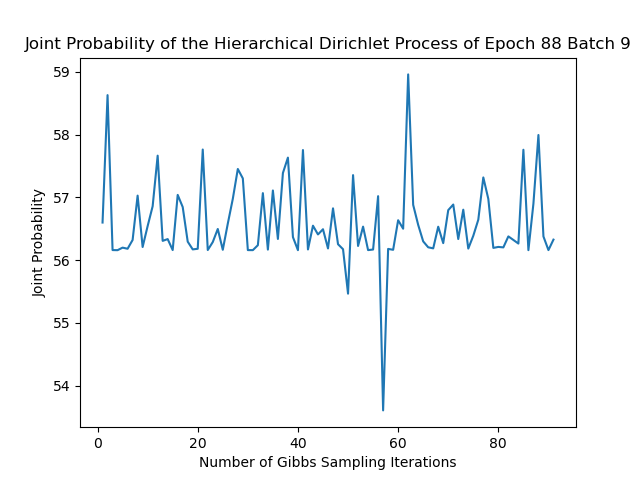 Joint Probability of the Hierarchical Dirichlet Process of Epoch 88 Batch 9
59
58
57
56
55
54
Joint Probability
0 20 40 60 80
Number of Gibbs Sampling Iterations